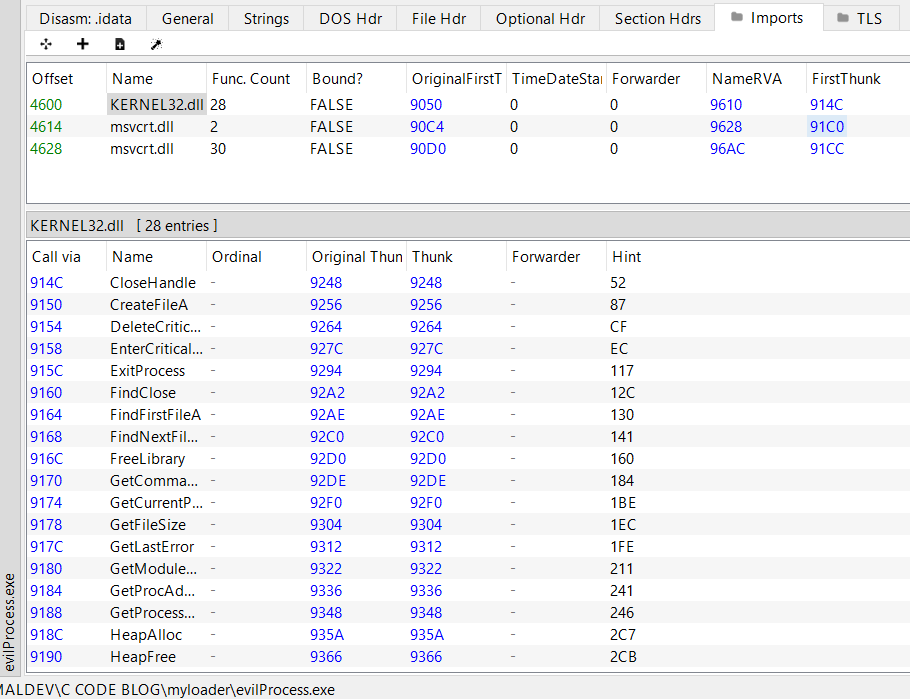 Disasm: .idata General Strings DOS Hdr File Hdr Optional Hdr Section Hdrs Imports TLS
Offset Name Func. Count Bound? OriginalFirstT TimeDateStar Forwarder NameRVA FirstThunk
4600 KERNEL32.dll 28 FALSE 9050 0 0 9610 914C
4614 msvcrt.dll 2 FALSE 90C4 0 0 9628 91C0
4628 msvcrt.dll 30 FALSE 90D0 0 0 96AC 91CC
KERNEL32.dll [ 28 entries ]
Call via Name Ordinal Original Thun Thunk Forwarder Hint
914C CloseHandle - 9248 9248 - 52
9150 CreateFileA - 9256 9256 - 87
9154 DeleteCritic... - 9264 9264 - CF
9158 EnterCritical... - 927C 927C - EC
915C ExitProcess - 9294 9294 - 117
9160 FindClose - 92A2 92A2 - 12C
9164 FindFirstFileA - 92AE 92AE - 130
9168 FindNextFil... - 92C0 92C0 - 141
916C FreeLibrary - 92D0 92D0 - 160
9170 GetComma... - 92DE 92DE - 184
9174 GetCurrentP... - 92F0 92F0 - 1BE
9178 GetFileSize - 9304 9304 - 1EC
917C GetLastError - 9312 9312 - 1FE
9180 GetModule... - 9322 9322 - 211
9184 GetProcAd... - 9336 9336 - 241
9188 GetProcess... - 9348 9348 - 246
918C HeapAlloc - 935A 935A - 2C7
9190 HeapFree - 9366 9366 - 2CB
evilProcess.exe
MALDEV\C CODE BLOG\myloader\evilProcess.exe